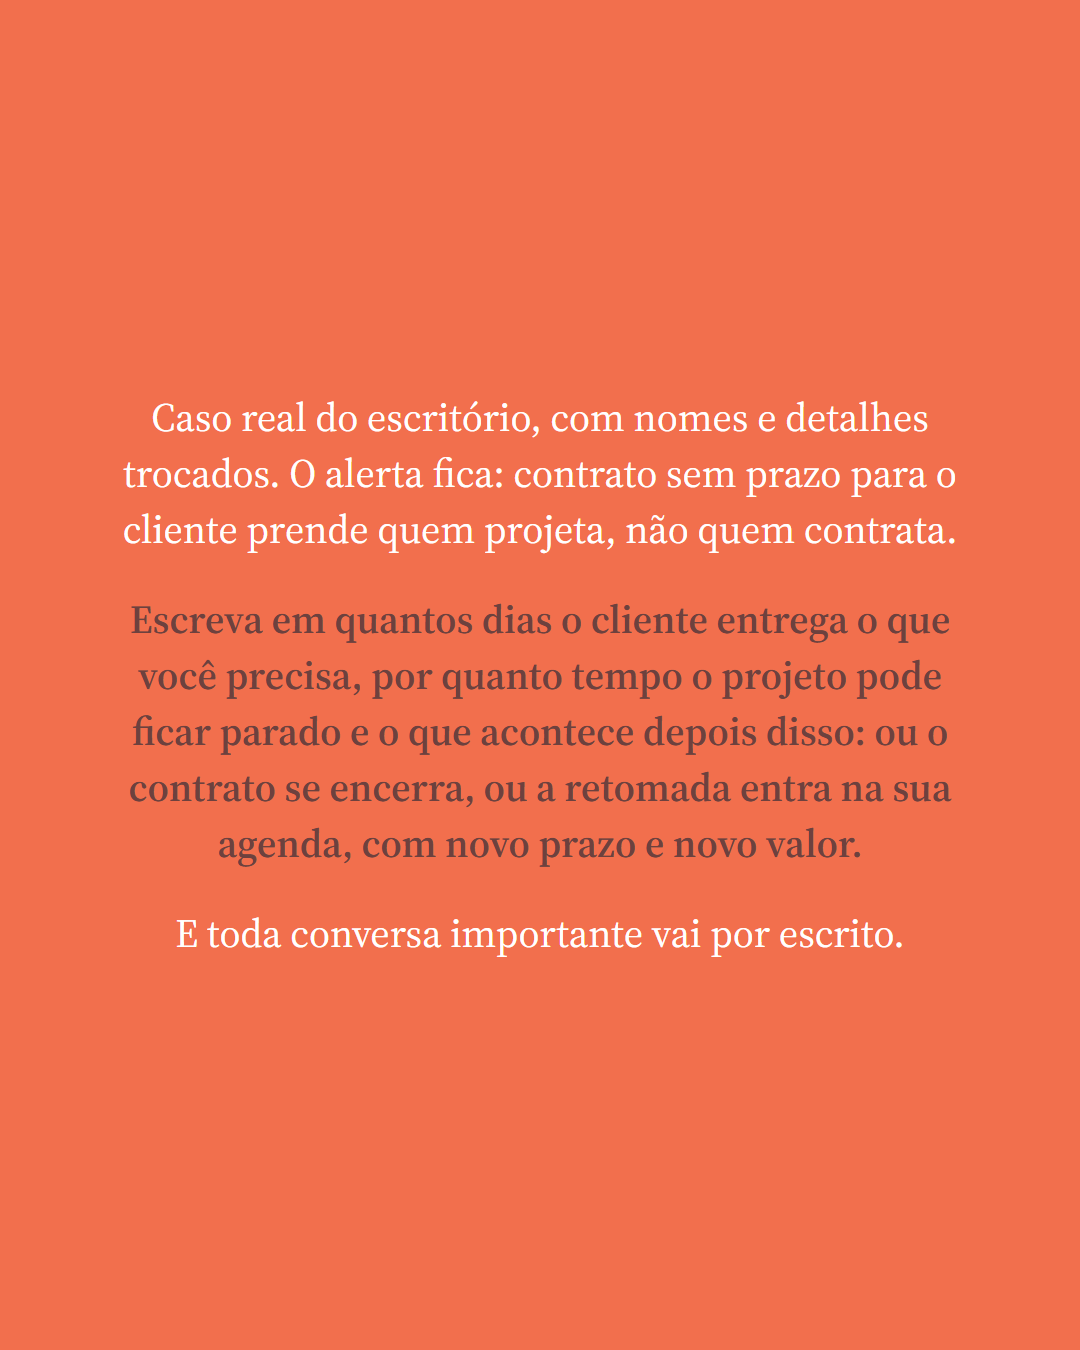 Caso real do escritório, com nomes e detalhes
trocados. O alerta fica: contrato sem prazo para o
cliente prende quem projeta, não quem contrata.
Escreva em quantos dias o cliente entrega o que
você precisa, por quanto tempo o projeto pode
ficar parado e o que acontece depois disso: ou o
contrato se encerra, ou a retomada entra na sua
agenda, com novo prazo e novo valor.
E toda conversa importante vai por escrito.